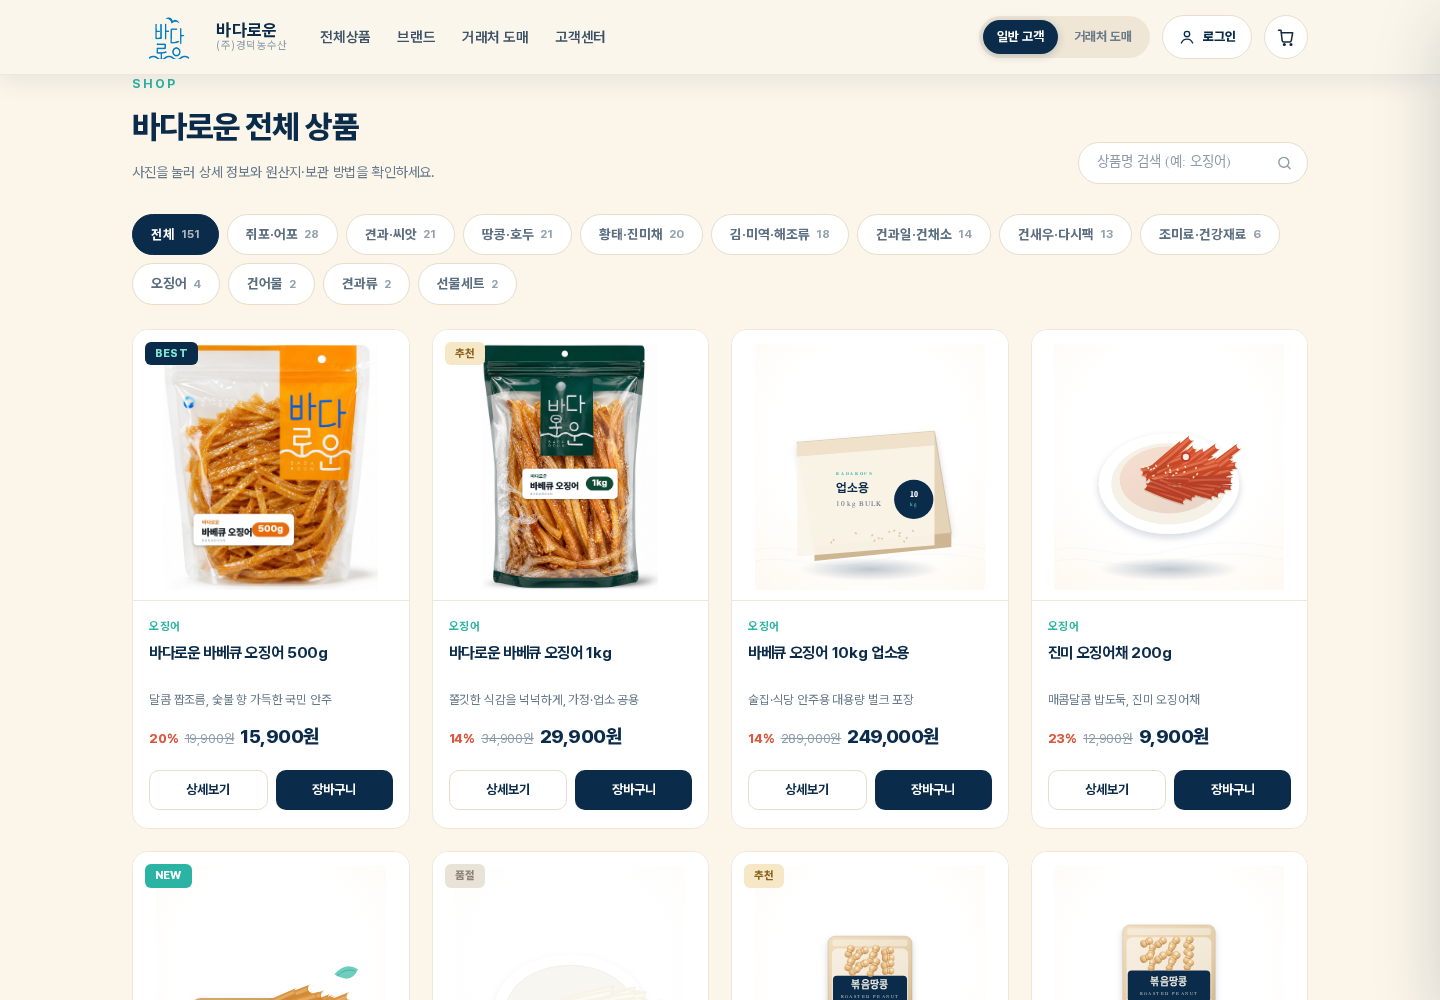 바다로운
바다로운
(주)경덕농수산
전체상품
브랜드
거래처 도매
고객센터
일반 고객
거래처 도매
로그인
SHOP
바다로운 전체 상품
사진을 눌러 상세 정보와 원산지·보관 방법을 확인하세요.
상품명 검색 (예: 오징어)
전체 151
쥐포·어포 28
견과·씨앗 21
땅콩·호두 21
황태·진미채 20
김·미역·해조류 18
건과일·건채소 14
건새우·다시팩 13
조미료·건강재료 6
오징어 4
건어물 2
견과류 2
선물세트 2
BEST
바다
로운
바베큐 오징어 500g
오징어
바다로운 바베큐 오징어 500g
달콤 짭조름, 숯불 향 가득한 국민 안주
20% 19,900원 15,900원
상세보기
장바구니
추천
바다
로운
바다로운
바베큐 오징어 1kg
오징어
바다로운 바베큐 오징어 1kg
쫄깃한 식감을 넉넉하게, 가정·업소 공용
14% 34,900원 29,900원
상세보기
장바구니
BADAROUN
업소용
10kg BULK
10
kg
오징어
바베큐 오징어 10kg 업소용
술집·식당 안주용 대용량 벌크 포장
14% 289,000원 249,000원
상세보기
장바구니
오징어
진미 오징어채 200g
매콤달콤 밥도둑, 진미 오징어채
23% 12,900원 9,900원
상세보기
장바구니
NEW
품절
추천
볶음땅콩
ROASTED PEANUT
볶음땅콩
ROASTED PEANUT